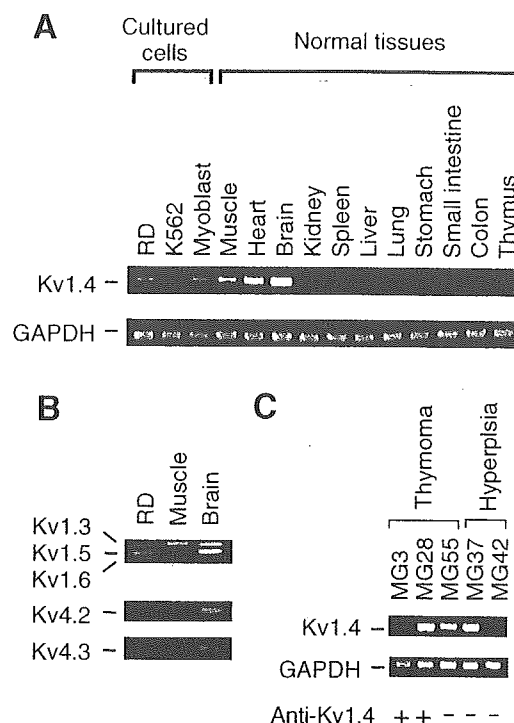 A
Cultured cells
Normal tissues
RD
K562
Myoblast
Muscle
Heart
Brain
Kidney
Spleen
Liver
Lung
Stomach
Small intestine
Colon
Thymus
Kv1.4 –
GAPDH –
B
RD
Muscle
Brain
Kv1.3
Kv1.5 –
Kv1.6
Kv4.2 –
Kv4.3 –
C
Thymoma
Hyperplsia
MG3
MG28
MG55
MG37
MG42
Kv1.4 –
GAPDH –
Anti-Kv1.4 + + – – –